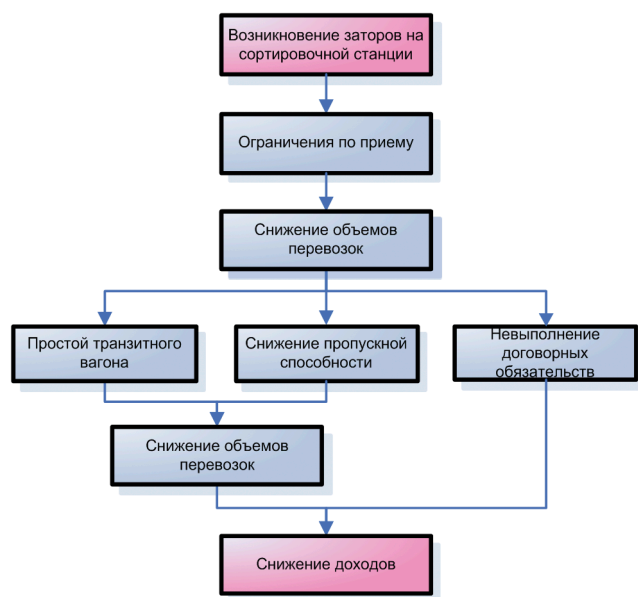 Возникновение заторов на
сортировочной станции
Ограничения по приему
Снижение объемов
перевозок
Простой транзитного
вагона
Снижение пропускной
способности
Невыполнение
договорных
обязательств
Снижение объемов
перевозок
Снижение доходов